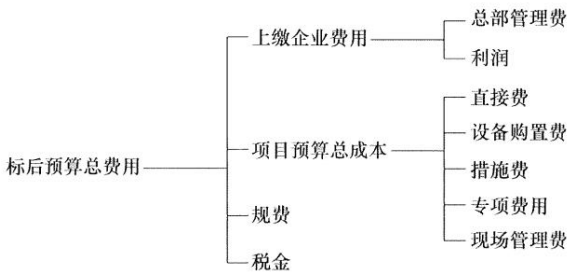 标后预算总费用
上缴企业费用
总部管理费
利润
项目预算总成本
直接费
设备购置费
措施费
专项费用
现场管理费
规费
税金